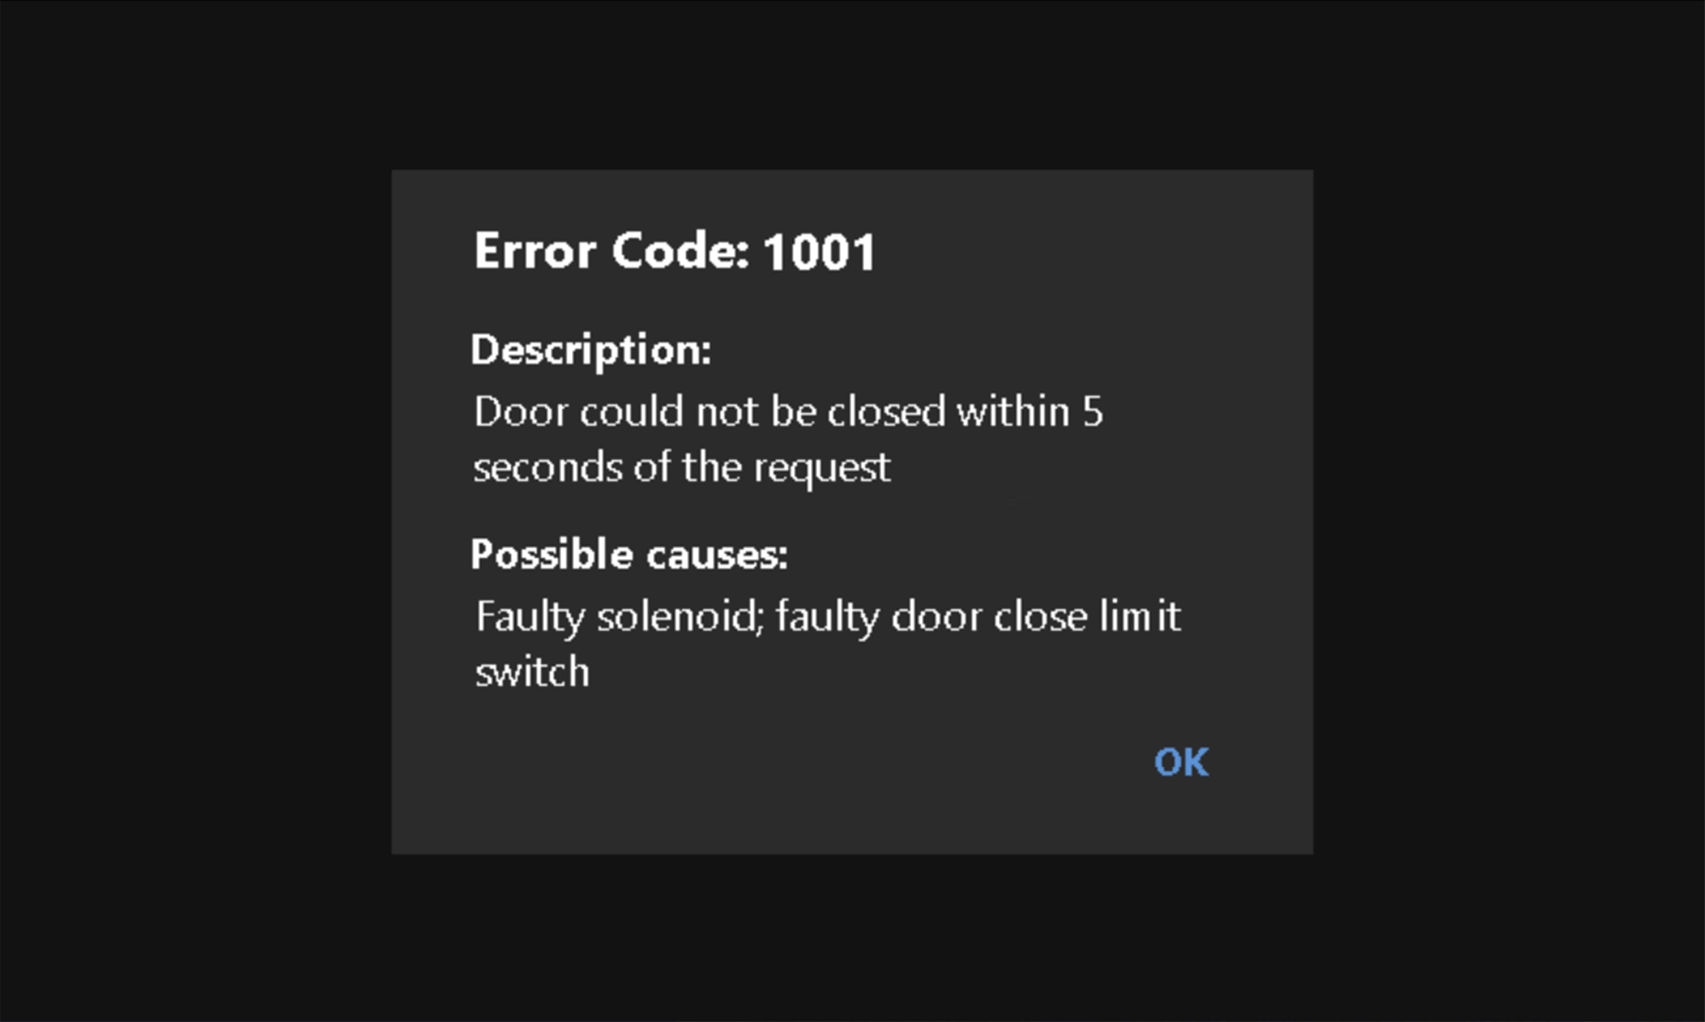 Error Code: 1001
Description:
Door could not be closed within 5
seconds of the request
Possible causes:
Faulty solenoid; faulty door close limit
switch
OK